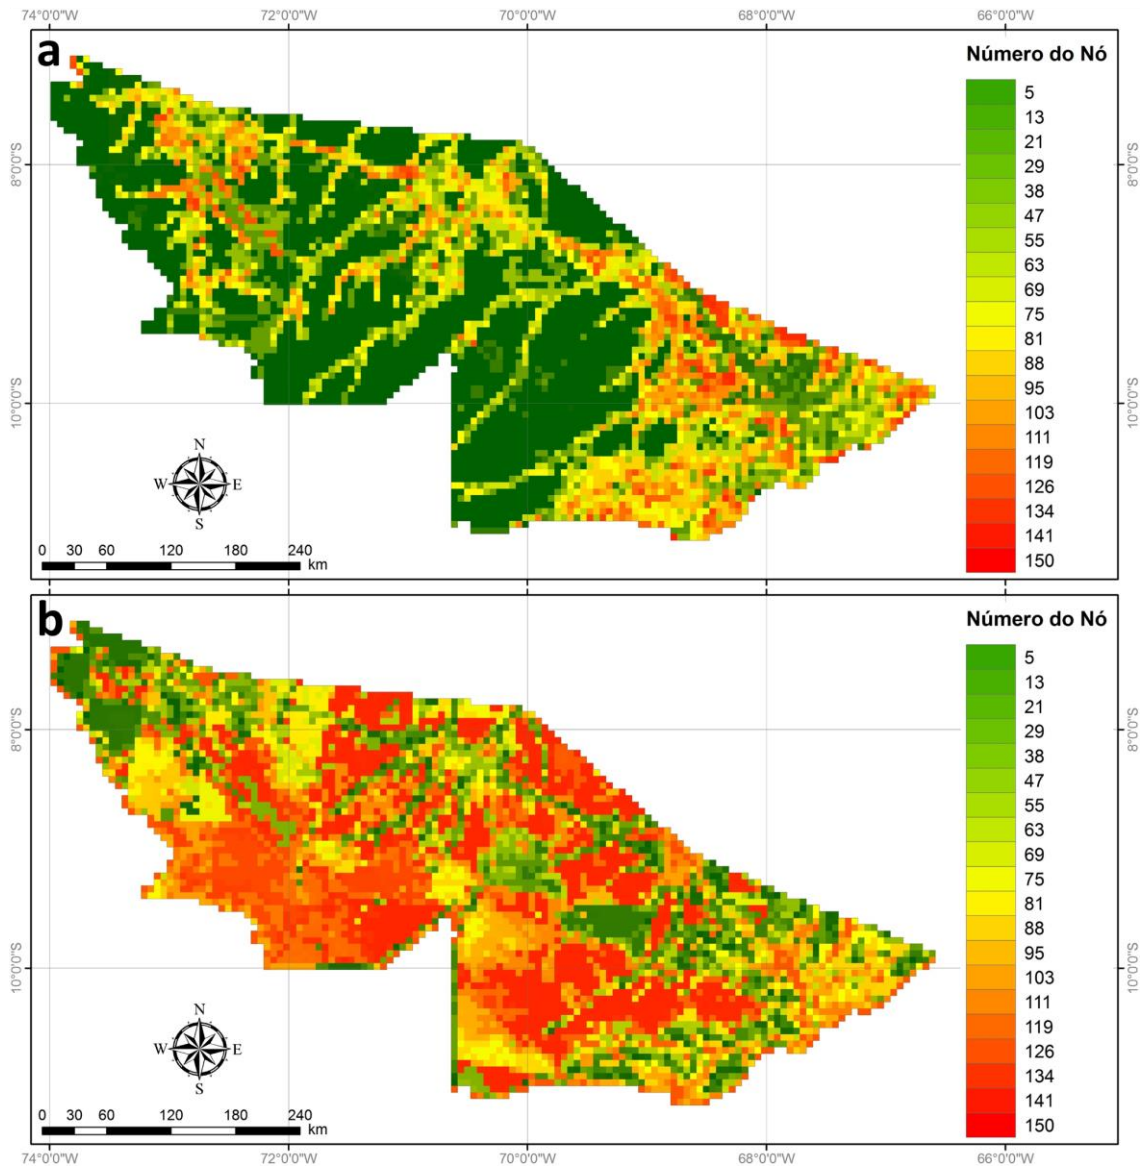 74°0'0"W 72°0'0"W 70°0'0"W 68°0'0"W 66°0'0"W
a
Número do Nó
5
13
21
29
38
47
55
63
69
75
81
88
95
103
111
119
126
134
141
150
8°0'0"S
8°0'0"S
10°0'0"S
10°0'0"S
N
W E
S
0 30 60 120 180 240
km
b
Número do Nó
5
13
21
29
38
47
55
63
69
75
81
88
95
103
111
119
126
134
141
150
8°0'0"S
8°0'0"S
10°0'0"S
10°0'0"S
N
W E
S
0 30 60 120 180 240
km
74°0'0"W 72°0'0"W 70°0'0"W 68°0'0"W 66°0'0"W